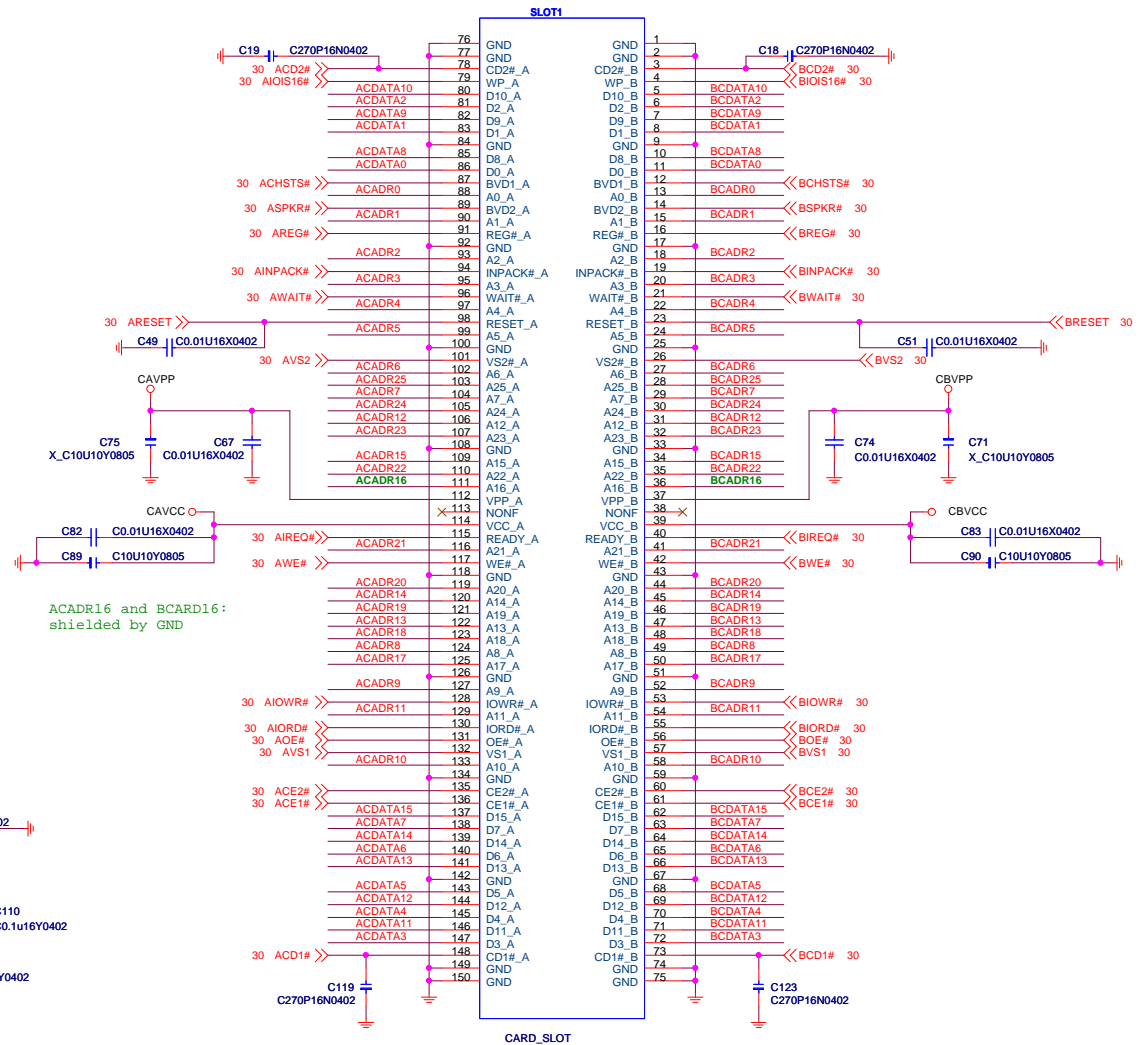 SLOT1
76 GND GND 1
C19 C270P16N0402 77 GND GND 2 C18 C270P16N0402
30 ACD2# 78 CD2#_A CD2#_B 3 BCD2# 30
30 AIOIS16# 79 WP_A WP_B 4 BIOIS16# 30
ACDATA10 80 D10_A D10_B 5 BCDATA10
ACDATA2 81 D2_A D2_B 6 BCDATA2
ACDATA9 82 D9_A D9_B 7 BCDATA9
ACDATA1 83 D1_A D1_B 8 BCDATA1
84 GND GND 9
ACDATA8 85 D8_A D8_B 10 BCDATA8
ACDATA0 86 D0_A D0_B 11 BCDATA0
30 ACHSTS# 87 BVD1_A BVD1_B 12 BCHSTS# 30
ACADR0 88 A0_A A0_B 13 BCADR0
30 ASPKR# 89 BVD2_A BVD2_B 14 BSPKR# 30
ACADR1 90 A1_A A1_B 15 BCADR1
30 AREG# 91 REG#_A REG#_B 16 BREG# 30
92 GND GND 17
ACADR2 93 A2_A A2_B 18 BCADR2
30 AINPACK# 94 INPACK#_A INPACK#_B 19 BINPACK# 30
ACADR3 95 A3_A A3_B 20 BCADR3
30 AWAIT# 96 WAIT#_A WAIT#_B 21 BWAIT# 30
ACADR4 97 A4_A A4_B 22 BCADR4
30 ARESET 98 RESET_A RESET_B 23 BRESET 30
ACADR5 99 A5_A A5_B 24 BCADR5
C49 C0.01U16X0402 100 GND GND 25 C51 C0.01U16X0402
30 AVS2 101 VS2#_A VS2#_B 26 BVS2 30
ACADR6 102 A6_A A6_B 27 BCADR6
CAVPP ACADR25 103 A25_A A25_B 28 BCADR25 CBVPP
ACADR7 104 A7_A A7_B 29 BCADR7
ACADR24 105 A24_A A24_B 30 BCADR24
ACADR12 106 A12_A A12_B 31 BCADR12
ACADR23 107 A23_A A23_B 32 BCADR23
C75 C67 108 GND GND 33 C74 C71
X_C10U10Y0805 C0.01U16X0402 C0.01U16X0402 X_C10U10Y0805
ACADR15 109 A15_A A15_B 34 BCADR15
ACADR22 110 A22_A A22_B 35 BCADR22
ACADR16 111 A16_A A16_B 36 BCADR16
112 VPP_A VPP_B 37
CAVCC 113 NONF NONF 38 CBVCC
114 VCC_A VCC_B 39
C82 C0.01U16X0402 C83 C0.01U16X0402
30 AIREQ# 115 READY_A READY_B 40 BIREQ# 30
ACADR21 116 A21_A A21_B 41 BCADR21
C89 C10U10Y0805 30 AWE# 117 WE#_A WE#_B 42 BWE# 30 C90 C10U10Y0805
118 GND GND 43
ACADR20 119 A20_A A20_B 44 BCADR20
ACADR14 120 A14_A A14_B 45 BCADR14
ACADR19 121 A19_A A19_B 46 BCADR19
ACADR13 122 A13_A A13_B 47 BCADR13
ACADR18 123 A18_A A18_B 48 BCADR18
ACADR16 and BCARD16:
shielded by GND
ACADR8 124 A8_A A8_B 49 BCADR8
ACADR17 125 A17_A A17_B 50 BCADR17
126 GND GND 51
ACADR9 127 A9_A A9_B 52 BCADR9
30 AIOWR# 128 IOWR#_A IOWR#_B 53 BIOWR# 30
ACADR11 129 A11_A A11_B 54 BCADR11
30 AIORD# 130 IORD#_A IORD#_B 55 BIORD# 30
30 AOE# 131 OE#_A OE#_B 56 BOE# 30
30 AVS1 132 VS1_A VS1_B 57 BVS1 30
ACADR10 133 A10_A A10_B 58 BCADR10
134 GND GND 59
30 ACE2# 135 CE2#_A CE2#_B 60 BCE2# 30
30 ACE1# 136 CE1#_A CE1#_B 61 BCE1# 30
ACDATA15 137 D15_A D15_B 62 BCDATA15
02 ACDATA7 138 D7_A D7_B 63 BCDATA7
ACDATA14 139 D14_A D14_B 64 BCDATA14
ACDATA6 140 D6_A D6_B 65 BCDATA6
ACDATA13 141 D13_A D13_B 66 BCDATA13
142 GND GND 67
ACDATA5 143 D5_A D5_B 68 BCDATA5
ACDATA12 144 D12_A D12_B 69 BCDATA12
C110 ACDATA4 145 D4_A D4_B 70 BCDATA4
C0.1u16Y0402 ACDATA11 146 D11_A D11_B 71 BCDATA11
ACDATA3 147 D3_A D3_B 72 BCDATA3
30 ACD1# 148 CD1#_A CD1#_B 73 BCD1# 30
149 GND GND 74
Y0402 150 GND GND 75
C119 C123
C270P16N0402 C270P16N0402
CARD_SLOT